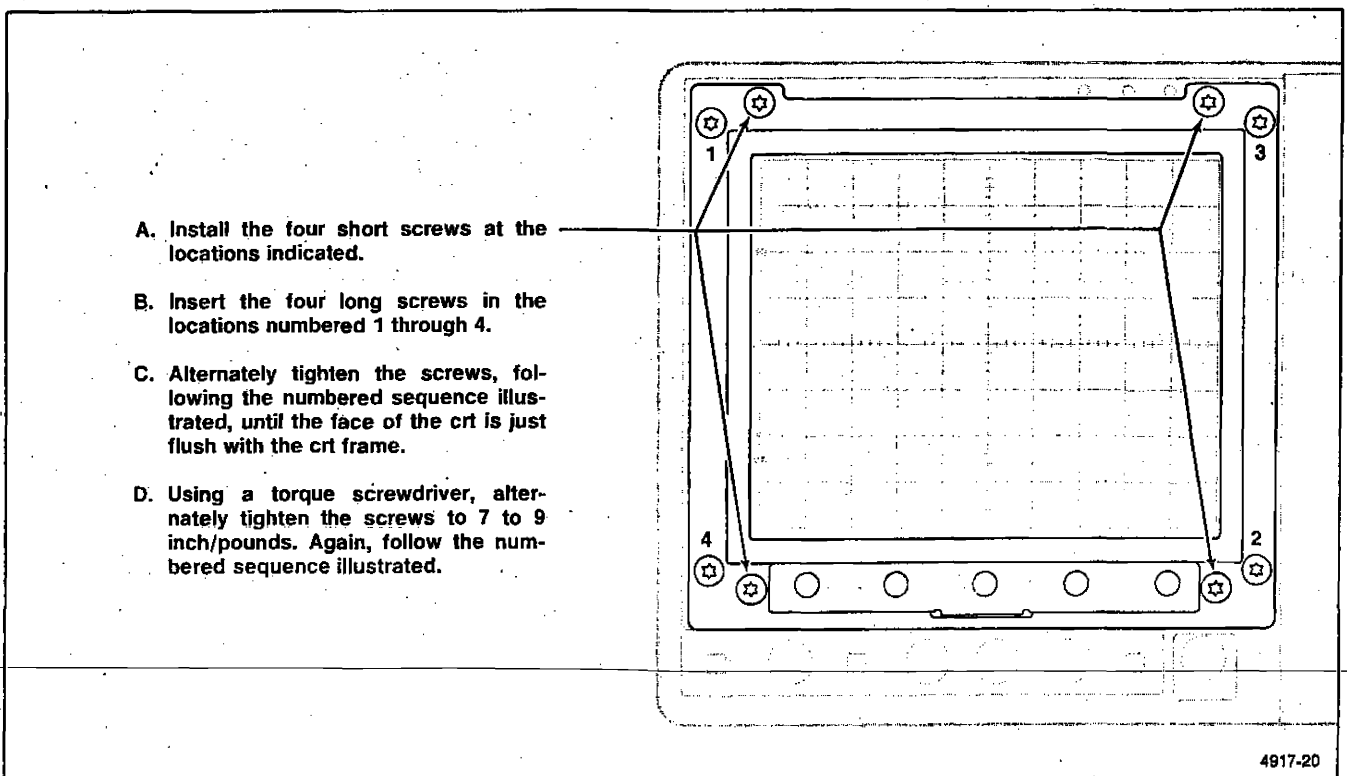 A. Install the four short screws at the
locations indicated.
B. Insert the four long screws in the
locations numbered 1 through 4.
C. Alternately tighten the screws, fol-
lowing the numbered sequence illus-
trated, until the face of the crt is just
flush with the crt frame.
D. Using a torque screwdriver, alter-
nately tighten the screws to 7 to 9
inch/pounds. Again, follow the num-
bered sequence illustrated.
1
3
4
2
4917-20